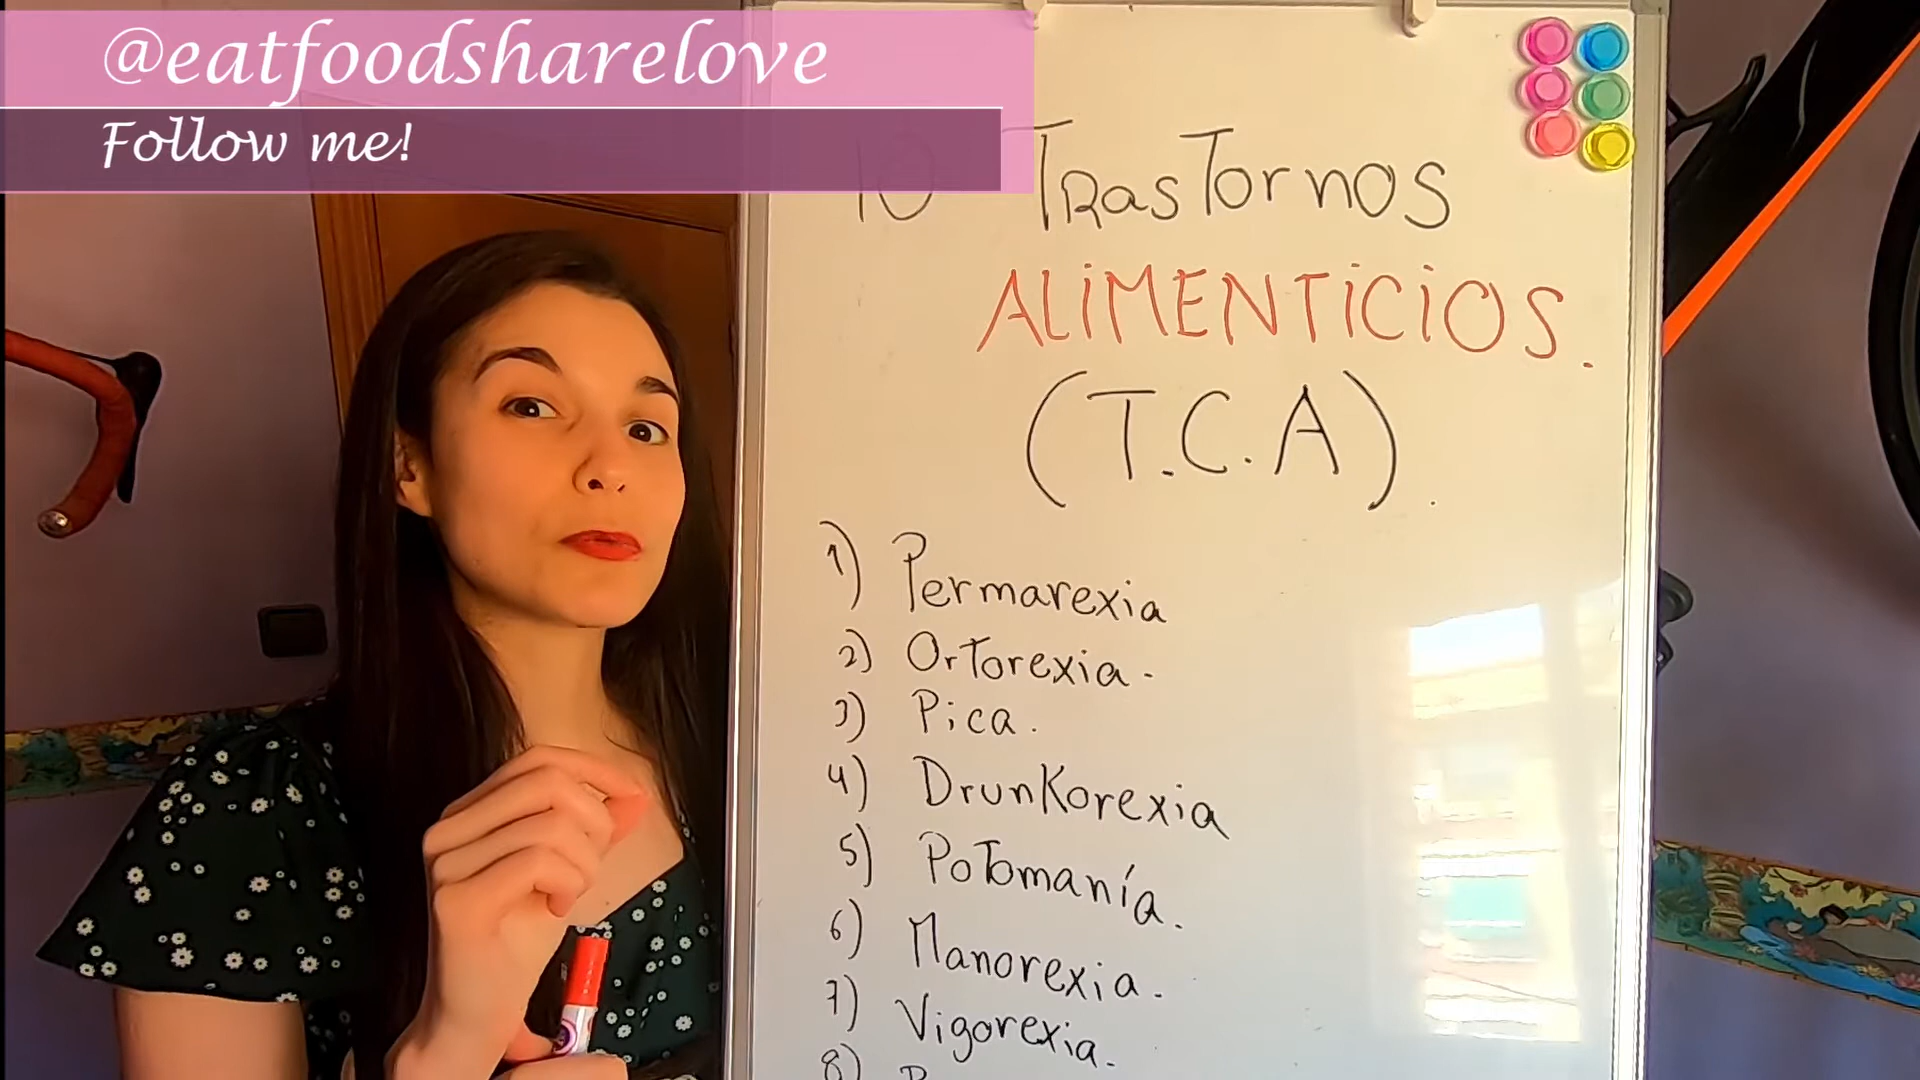 @eatfoodsharelove
Follow me!
10 Trastornos
ALiMENTiCiOS.
(T.C.A).
1) Permarexia
2) Ortorexia.
3) Pica.
4) Drunkorexia
5) Potomanía.
6) Manorexia.
7) Vigorexia.
8)